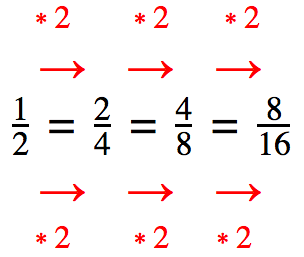 * 2 * 2 * 2
→ → →
1/2 = 2/4 = 4/8 = 8/16
→ → →
* 2 * 2 * 2